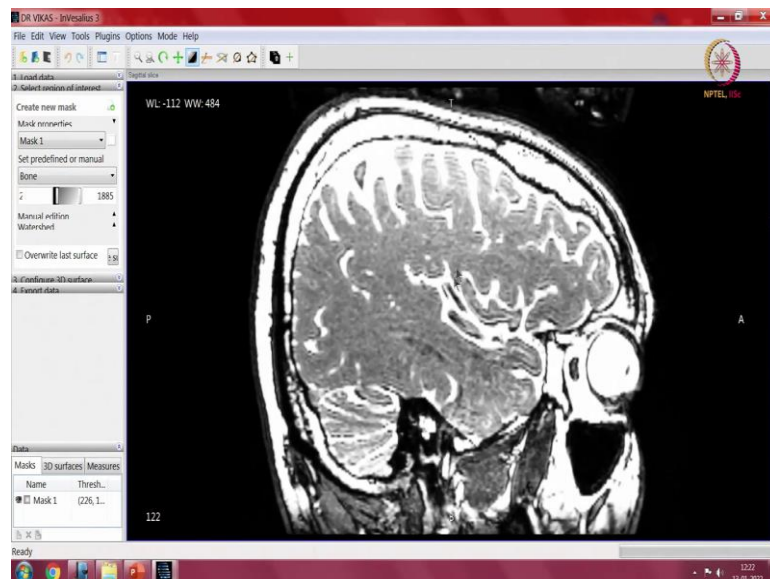 DR VIKAS - InVesalius 3
File Edit View Tools Plugins Options Mode Help
NPTEL, IISc
1. Load data
Sagittal slice
2. Select region of interest
Create new mask
Mask properties
Mask 1
Set predefined or manual
Bone
1885
Manual edition
Watershed
Overwrite last surface
3. Configure 3D surface
4. Export data
WL: -112 WW: 484
T
P
A
122
Data
Masks 3D surfaces Measures
Name Thresh...
Mask 1 (226, 1...
Ready
12:22